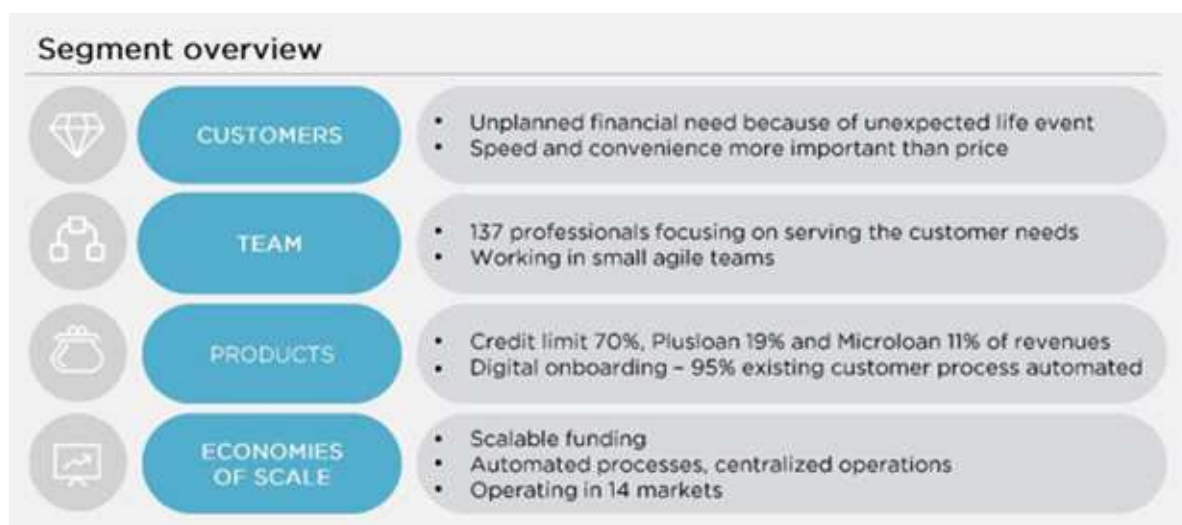 Segment overview
CUSTOMERS
• Unplanned financial need because of unexpected life event
• Speed and convenience more important than price
TEAM
• 137 professionals focusing on serving the customer needs
• Working in small agile teams
PRODUCTS
• Credit limit 70%, Plusloan 19% and Microloan 11% of revenues
• Digital onboarding – 95% existing customer process automated
ECONOMIES
OF SCALE
• Scalable funding
• Automated processes, centralized operations
• Operating in 14 markets